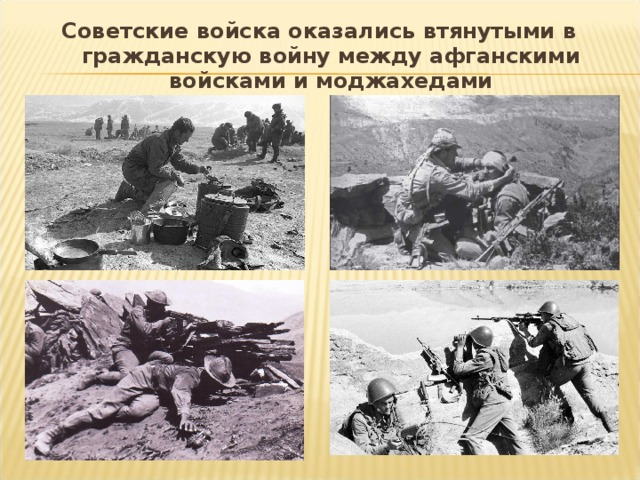 Советские войска оказались втянутыми в
гражданскую войну между афганскими
войсками и моджахедами